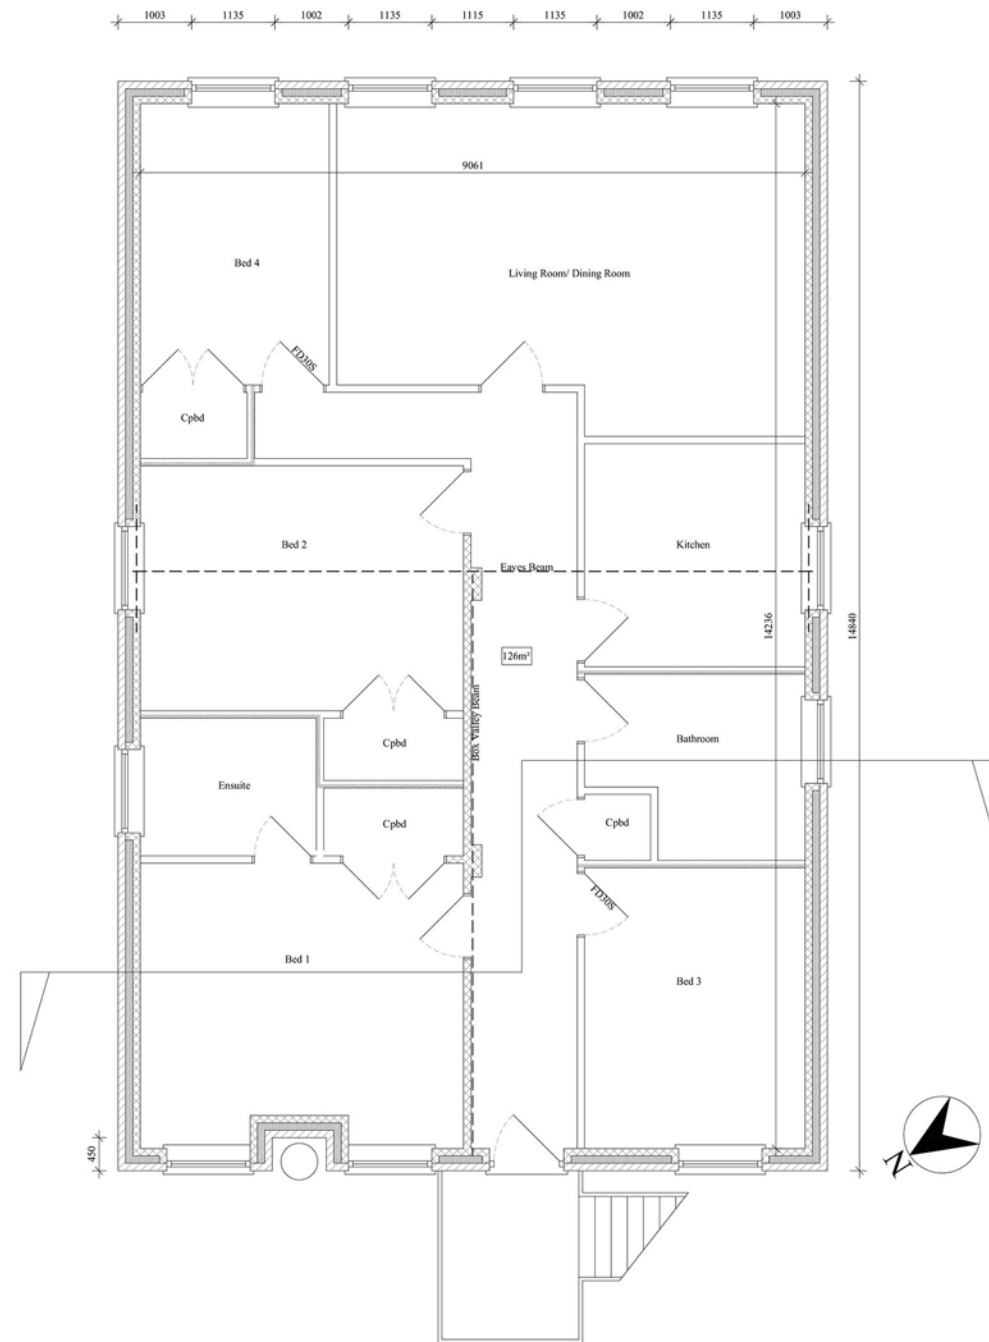 1003 1135 1002 1135 1115 1135 1002 1135 1003
9061
Bed 4
Living Room/ Dining Room
FD30S
Cpbd
Bed 2
Kitchen
Eaves Beam
14236
14840
126m²
Box Valley Beam
Cpbd
Bathroom
Ensuite
Cpbd
Cpbd
FD30S
Bed 1
Bed 3
450
N